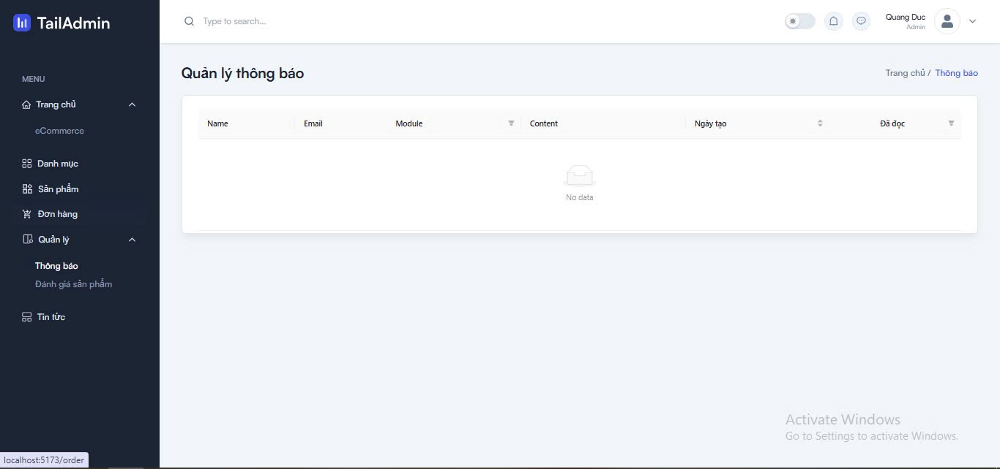 TailAdmin
Type to search...
Quang Duc
Admin
MENU
Trang chủ
eCommerce
Danh mục
Sản phẩm
Đơn hàng
Quản lý
Thông báo
Đánh giá sản phẩm
Tin tức
Quản lý thông báo
Trang chủ / Thông báo
Name Email Module Content Ngày tạo Đã đọc
No data
Activate Windows
Go to Settings to activate Windows.
localhost:5173/order